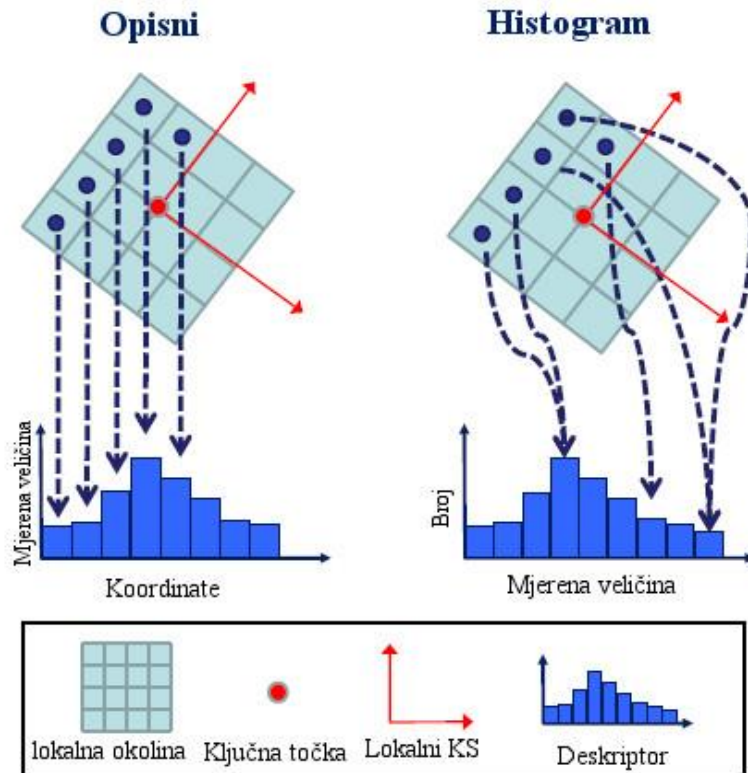 Opisni
Histogram
Mjerena veličina
Koordinate
Broj
Mjerena veličina
lokalna okolina
Ključna točka
Lokalni KS
Deskriptor